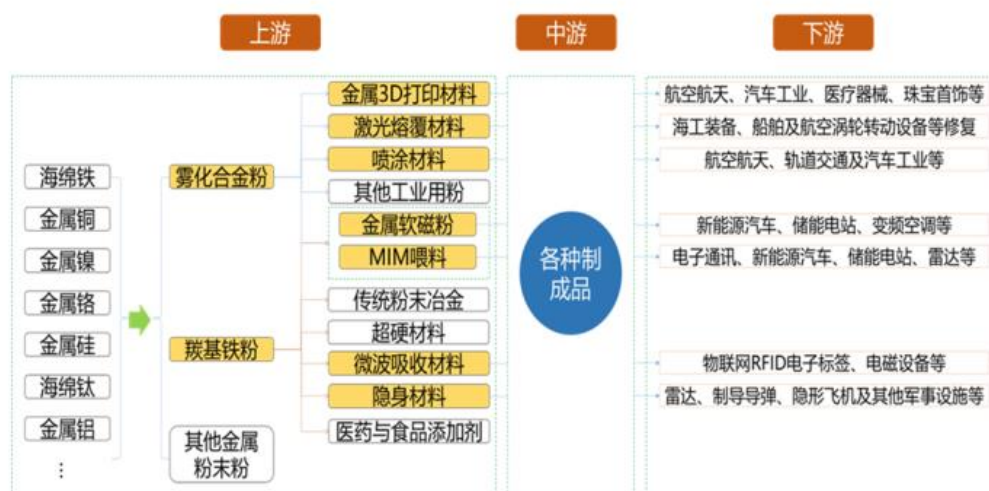 上游
中游
下游
海绵铁
金属铜
金属镍
金属铬
金属硅
海绵钛
金属铝
⋮
雾化合金粉
羰基铁粉
其他金属
粉末粉
金属3D打印材料
激光熔覆材料
喷涂材料
其他工业用粉
金属软磁粉
MIM喂料
传统粉末冶金
超硬材料
微波吸收材料
隐身材料
医药与食品添加剂
各种制
成品
航空航天、汽车工业、医疗器械、珠宝首饰等
海工装备、船舶及航空涡轮转动设备等修复
航空航天、轨道交通及汽车工业等
新能源汽车、储能电站、变频空调等
电子通讯、新能源汽车、储能电站、雷达等
物联网RFID电子标签、电磁设备等
雷达、制导导弹、隐形飞机及其他军事设施等